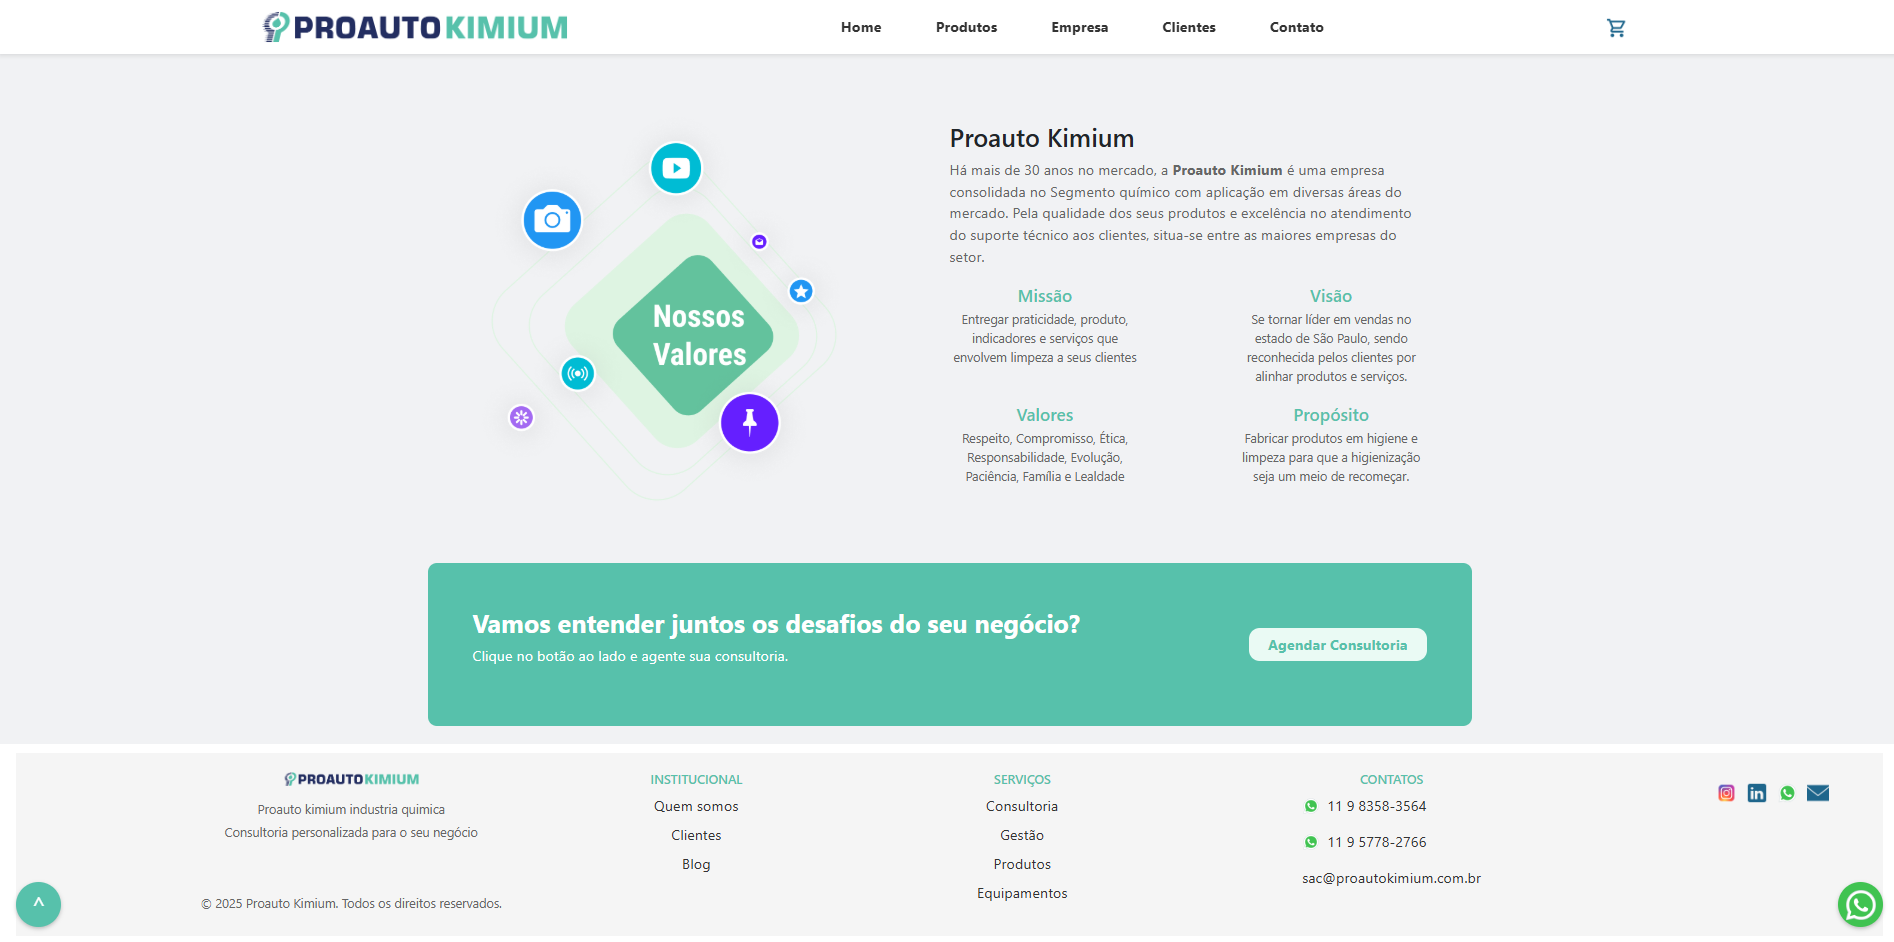 PROAUTO KIMIUM
Home
Produtos
Empresa
Clientes
Contato
Nossos
Valores
Proauto Kimium
Há mais de 30 anos no mercado, a Proauto Kimium é uma empresa
consolidada no Segmento químico com aplicação em diversas áreas do
mercado. Pela qualidade dos seus produtos e excelência no atendimento
do suporte técnico aos clientes, situa-se entre as maiores empresas do
setor.
Missão
Entregar praticidade, produto,
indicadores e serviços que
envolvem limpeza a seus clientes
Visão
Se tornar líder em vendas no
estado de São Paulo, sendo
reconhecida pelos clientes por
alinhar produtos e serviços.
Valores
Respeito, Compromisso, Ética,
Responsabilidade, Evolução,
Paciência, Família e Lealdade
Propósito
Fabricar produtos em higiene e
limpeza para que a higienização
seja um meio de recomeçar.
Vamos entender juntos os desafios do seu negócio?
Clique no botão ao lado e agente sua consultoria.
Agendar Consultoria
PROAUTO KIMIUM
Proauto kimium industria quimica
Consultoria personalizada para o seu negócio
© 2025 Proauto Kimium. Todos os direitos reservados.
INSTITUCIONAL
Quem somos
Clientes
Blog
SERVIÇOS
Consultoria
Gestão
Produtos
Equipamentos
CONTATOS
11 9 8358-3564
11 9 5778-2766
sac@proautokimium.com.br
in
^